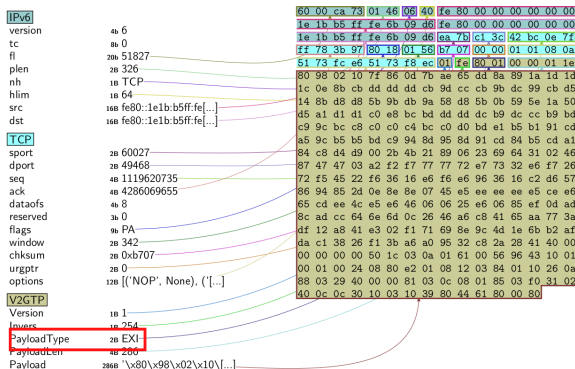 IPv6
version 4b 6
tc 8b 0
fl 20b 51827
plen 2B 326
nh 1B TCP
hlim 1B 64
src 16B fe80::1e1b:b5ff:fe[...]
dst 16B fe80::1e1b:b5ff:fe[...]
TCP
sport 2B 60027
dport 2B 49468
seq 4B 1119620735
ack 4B 4286069655
dataofs 4b 8
reserved 3b 0
flags 9b PA
window 2B 342
chksum 2B 0xb707
urgptr 2B 0
options 12B [('NOP', None), ('[...]
V2GTP
Version 1B 1
Invers 1B 254
PayloadType 2B EXI
PayloadLen 4B 286
Payload 286B '\x80\x98\x02\x10\[...]
60 00 ca 73 01 46 06 40 fe 80 00 00 00 00 00 00
1e 1b b5 ff fe 6b 09 d6 fe 80 00 00 00 00 00 00
1e 1b b5 ff fe 6b 09 d6 ea 7b c1 3c 42 bc 0e 7f
ff 78 3b 97 80 18 01 56 b7 07 00 00 01 01 08 0a
51 73 fc e6 51 73 f8 ec 01 fe 80 01 00 00 01 1e
80 98 02 10 7f 86 0d 7b ae 6c dd 8a 89 1a 1d 1d
1c 0e 8b cb dd dd dd cb 9d cc cb 9b dc 99 cb d5
14 8b d8 d8 5b 9b db 9a 58 d8 5b 0b 59 5e 1a 50
d5 a1 d1 d1 c0 e8 bc bd dd dd dc b9 dc cc b9 bd
c9 9c bc c8 c0 c0 c4 bc c0 d0 bd e1 b5 b1 91 cd
a5 9c b5 b5 bd c9 94 8d 95 8d 91 cd 84 b5 cd a1
84 c8 d4 d9 00 2b 4b 21 89 06 23 69 64 31 02 46
87 47 47 03 a2 f2 f7 77 77 72 e7 73 32 e6 f7 26
72 f5 45 22 f6 36 16 e6 f6 e6 96 36 16 c2 d6 57
86 94 85 2d 0e 8e 8e 07 45 e5 ee ee ee e5 ce e6
65 cd ee 4c e5 e6 46 06 06 25 e6 06 85 ef 0d ad
8c ad cc 64 6e 6d 0c 26 46 a6 c8 41 65 aa 77 3a
df 12 a8 41 e3 02 f1 71 69 8e 9c 4d 1e 6b b2 af
da c1 38 26 f1 3b a6 a0 95 32 c8 2a 28 41 40 00
00 00 00 00 50 1c 03 0a 01 60 00 56 96 43 10 01
00 01 00 24 08 80 e2 01 08 12 03 84 01 10 26 0a
88 03 29 40 00 00 81 03 0c 08 01 85 03 f0 31 02
40 0c 0c 30 10 03 10 39 80 44 61 80 00 80